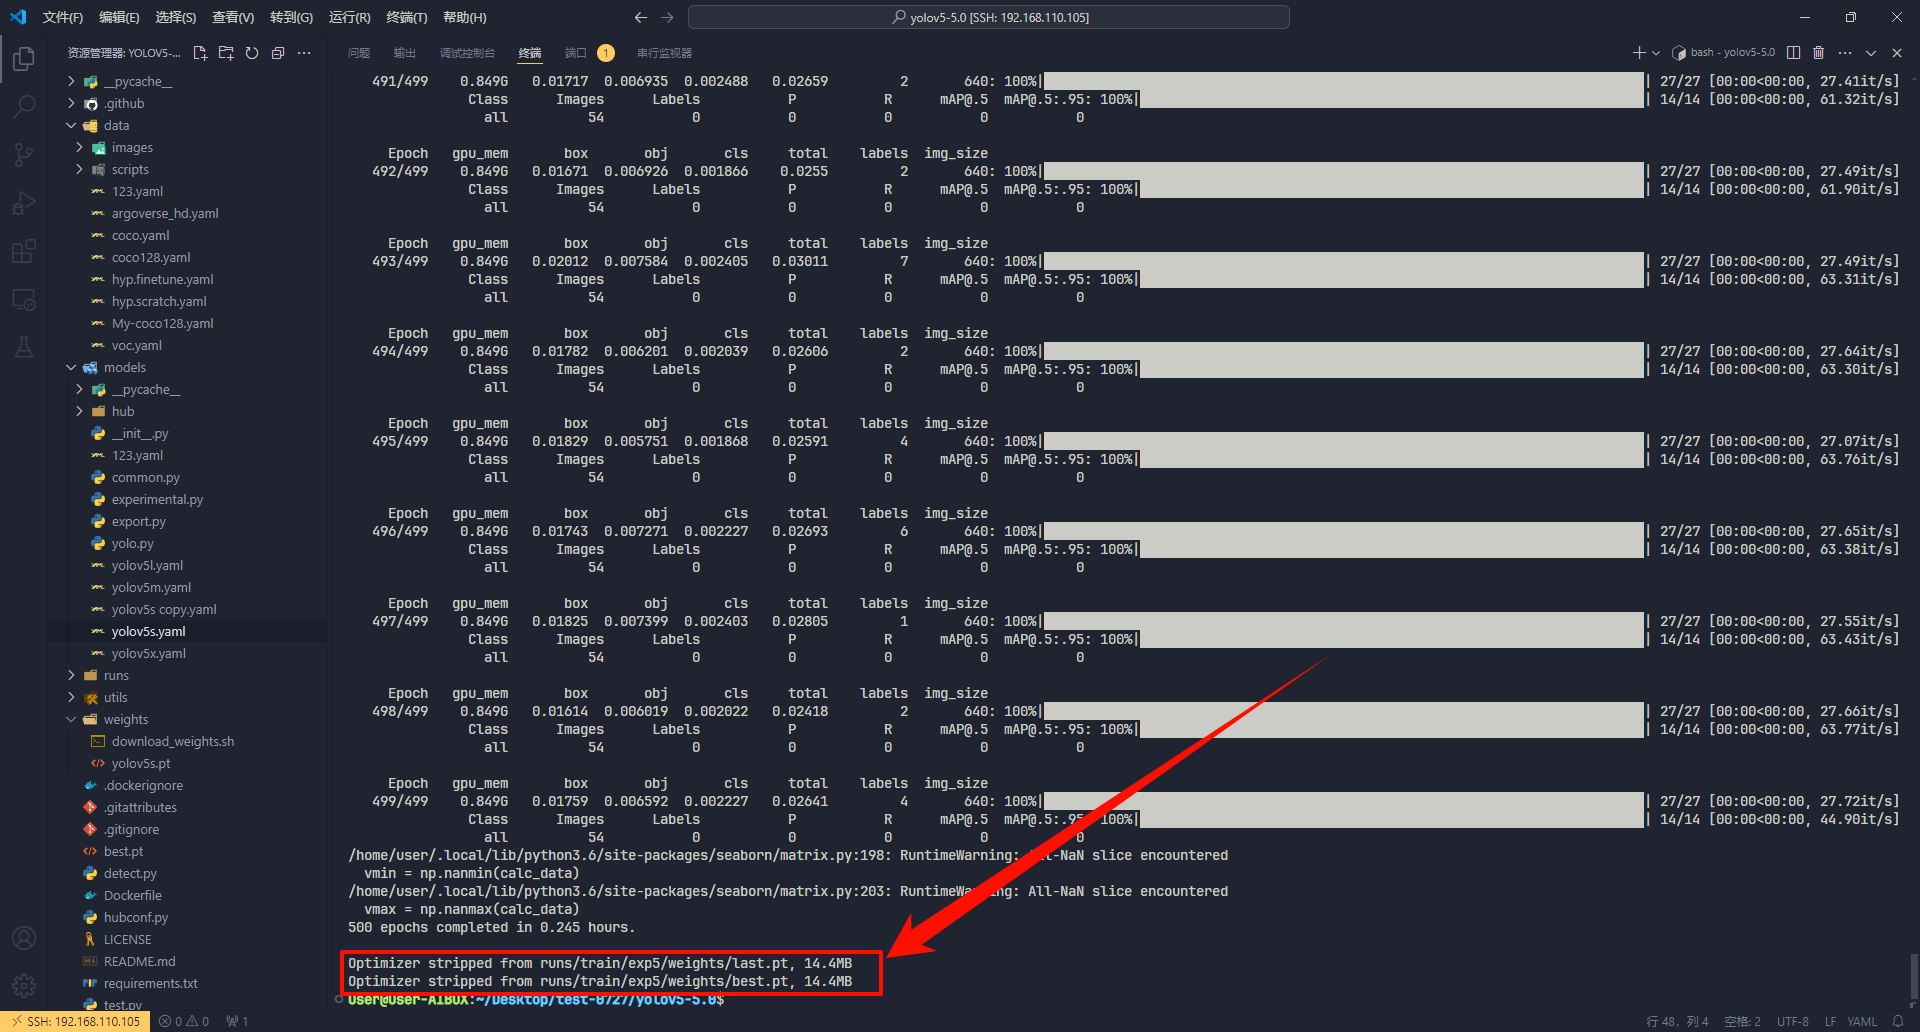 文件(F) 编辑(E) 选择(S) 查看(V) 转到(G) 运行(R) 终端(T) 帮助(H)
yolov5-5.0 [SSH: 192.168.110.105]
资源管理器: YOLOV5-...
__pycache__
.github
data
images
scripts
123.yaml
argoverse_hd.yaml
coco.yaml
coco128.yaml
hyp.finetune.yaml
hyp.scratch.yaml
My-coco128.yaml
voc.yaml
models
__pycache__
hub
__init__.py
123.yaml
common.py
experimental.py
export.py
yolo.py
yolov5l.yaml
yolov5m.yaml
yolov5s copy.yaml
yolov5s.yaml
yolov5x.yaml
runs
utils
weights
download_weights.sh
yolov5s.pt
.dockerignore
.gitattributes
.gitignore
best.pt
detect.py
Dockerfile
hubconf.py
LICENSE
README.md
requirements.txt
test.py
问题 输出 调试控制台 终端 端口 1 串行监视器
bash - yolov5-5.0
491/499 0.849G 0.01717 0.006935 0.002488 0.02659 2 640: 100%| | 27/27 [00:00<00:00, 27.41it/s]
Class Images Labels P R mAP@.5 mAP@.5:.95: 100%| | 14/14 [00:00<00:00, 61.32it/s]
all 54 0 0 0 0 0
Epoch gpu_mem box obj cls total labels img_size
492/499 0.849G 0.01671 0.006926 0.001866 0.0255 2 640: 100%| | 27/27 [00:00<00:00, 27.49it/s]
Class Images Labels P R mAP@.5 mAP@.5:.95: 100%| | 14/14 [00:00<00:00, 61.90it/s]
all 54 0 0 0 0 0
Epoch gpu_mem box obj cls total labels img_size
493/499 0.849G 0.02012 0.007584 0.002405 0.03011 7 640: 100%| | 27/27 [00:00<00:00, 27.49it/s]
Class Images Labels P R mAP@.5 mAP@.5:.95: 100%| | 14/14 [00:00<00:00, 63.31it/s]
all 54 0 0 0 0 0
Epoch gpu_mem box obj cls total labels img_size
494/499 0.849G 0.01782 0.006201 0.002039 0.02606 2 640: 100%| | 27/27 [00:00<00:00, 27.64it/s]
Class Images Labels P R mAP@.5 mAP@.5:.95: 100%| | 14/14 [00:00<00:00, 63.30it/s]
all 54 0 0 0 0 0
Epoch gpu_mem box obj cls total labels img_size
495/499 0.849G 0.01829 0.005751 0.001868 0.02591 4 640: 100%| | 27/27 [00:00<00:00, 27.07it/s]
Class Images Labels P R mAP@.5 mAP@.5:.95: 100%| | 14/14 [00:00<00:00, 63.76it/s]
all 54 0 0 0 0 0
Epoch gpu_mem box obj cls total labels img_size
496/499 0.849G 0.01743 0.007271 0.002227 0.02693 6 640: 100%| | 27/27 [00:00<00:00, 27.65it/s]
Class Images Labels P R mAP@.5 mAP@.5:.95: 100%| | 14/14 [00:00<00:00, 63.38it/s]
all 54 0 0 0 0 0
Epoch gpu_mem box obj cls total labels img_size
497/499 0.849G 0.01825 0.007399 0.002403 0.02805 1 640: 100%| | 27/27 [00:00<00:00, 27.55it/s]
Class Images Labels P R mAP@.5 mAP@.5:.95: 100%| | 14/14 [00:00<00:00, 63.43it/s]
all 54 0 0 0 0 0
Epoch gpu_mem box obj cls total labels img_size
498/499 0.849G 0.01614 0.006019 0.002022 0.02418 2 640: 100%| | 27/27 [00:00<00:00, 27.66it/s]
Class Images Labels P R mAP@.5 mAP@.5:.95: 100%| | 14/14 [00:00<00:00, 63.77it/s]
all 54 0 0 0 0 0
Epoch gpu_mem box obj cls total labels img_size
499/499 0.849G 0.01759 0.006592 0.002227 0.02641 4 640: 100%| | 27/27 [00:00<00:00, 27.72it/s]
Class Images Labels P R mAP@.5 mAP@.5:.95 100%| | 14/14 [00:00<00:00, 44.90it/s]
all 54 0 0 0 0 0
/home/user/.local/lib/python3.6/site-packages/seaborn/matrix.py:198: RuntimeWarning: All-NaN slice encountered
vmin = np.nanmin(calc_data)
/home/user/.local/lib/python3.6/site-packages/seaborn/matrix.py:203: RuntimeWarning: All-NaN slice encountered
vmax = np.nanmax(calc_data)
500 epochs completed in 0.245 hours.
Optimizer stripped from runs/train/exp5/weights/last.pt, 14.4MB
Optimizer stripped from runs/train/exp5/weights/best.pt, 14.4MB
user@user-AIBOX:~/Desktop/test-0727/yolov5-5.0$
SSH: 192.168.110.105 0 0 1 行 48, 列 4 空格: 2 UTF-8 LF YAML